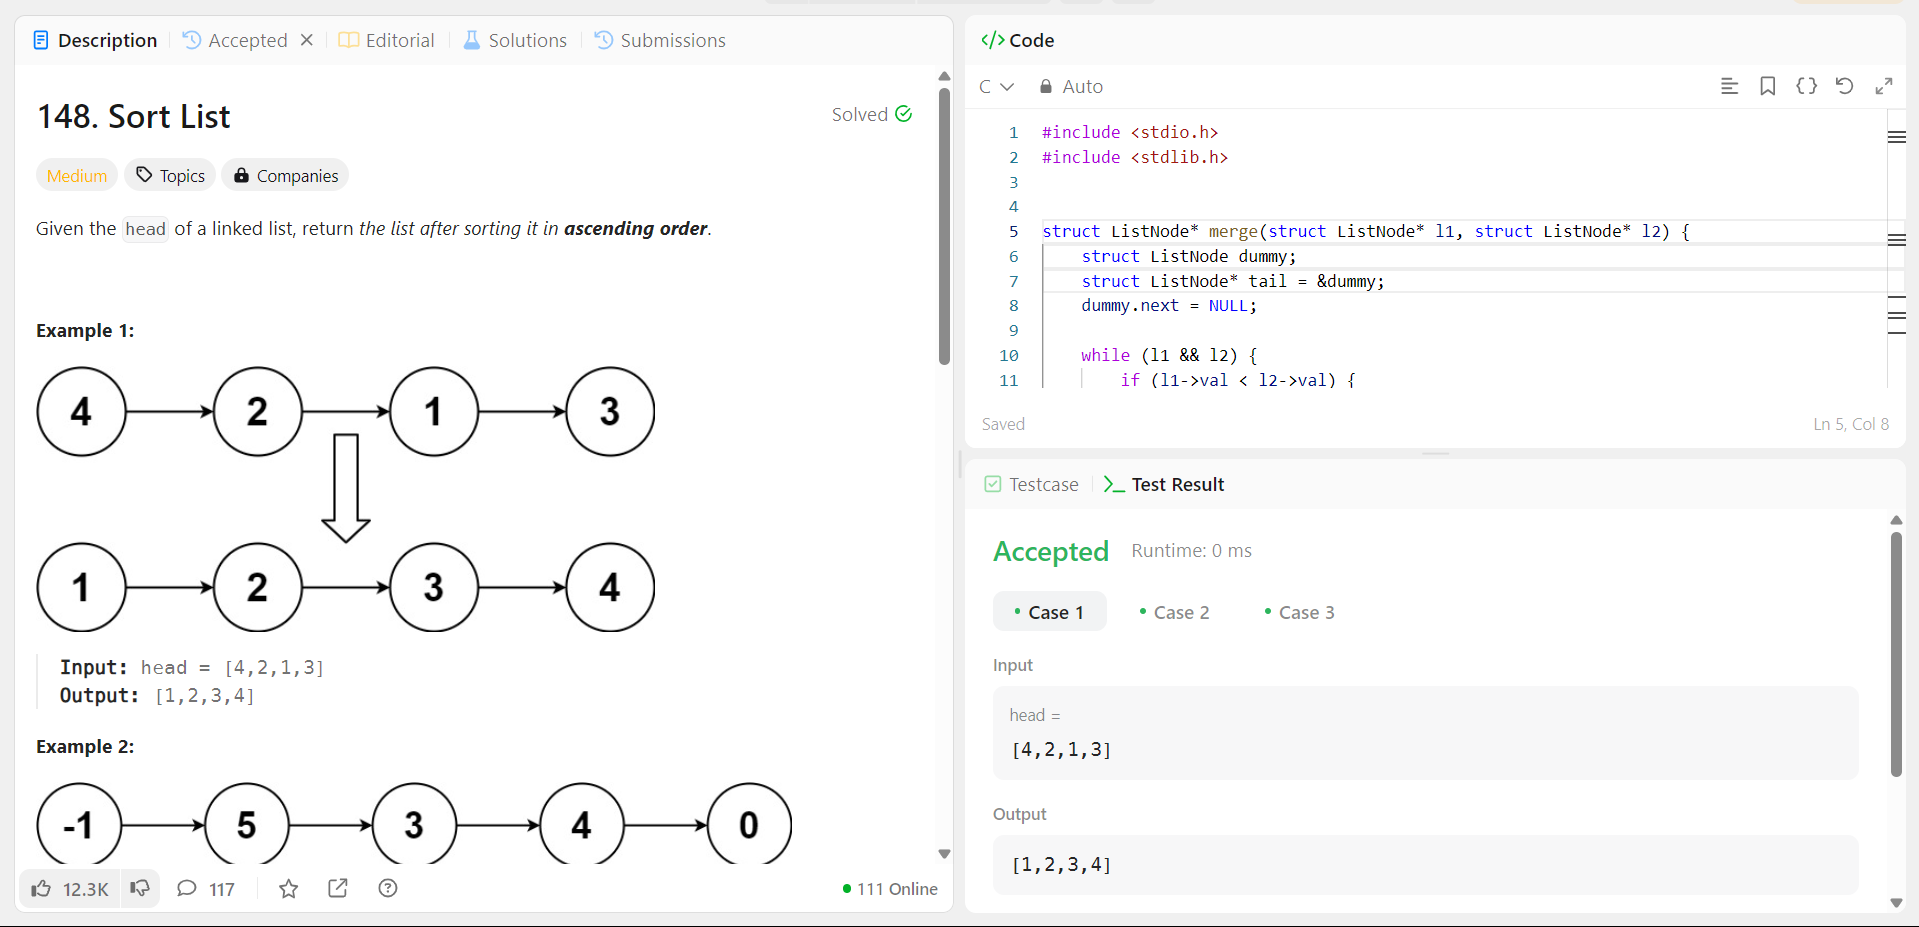 Description Accepted Editorial Solutions Submissions
148. Sort List
Solved
Medium Topics Companies
Given the head of a linked list, return the list after sorting it in ascending order.
Example 1:
4 2 1 3
1 2 3 4
Input: head = [4,2,1,3]
Output: [1,2,3,4]
Example 2:
-1 5 3 4 0
12.3K 117 111 Online
Code
C Auto
1 #include <stdio.h>
2 #include <stdlib.h>
3
4
5 struct ListNode* merge(struct ListNode* l1, struct ListNode* l2) {
6 struct ListNode dummy;
7 struct ListNode* tail = &dummy;
8 dummy.next = NULL;
9
10 while (l1 && l2) {
11 if (l1->val < l2->val) {
Saved Ln 5, Col 8
Testcase Test Result
Accepted Runtime: 0 ms
Case 1 Case 2 Case 3
Input
head =
[4,2,1,3]
Output
[1,2,3,4]